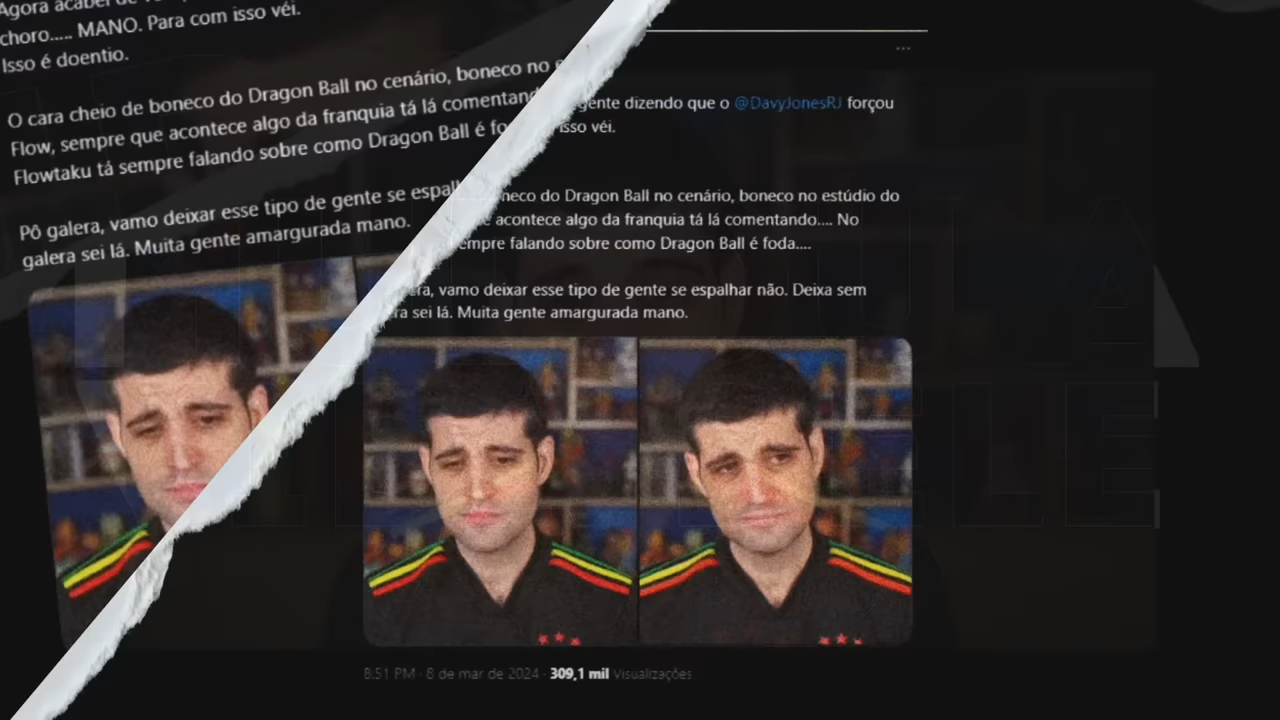 Agora acabei de
choro..... MANO. Para com isso véi.
Isso é doentio.
O cara cheio de boneco do Dragon Ball no cenário, boneco no
Flow, sempre que acontece algo da franquia tá lá comentand
Flowtaku tá sempre falando sobre como Dragon Ball é fo
Pô galera, vamo deixar esse tipo de gente se espal
galera sei lá. Muita gente amargurada mano.
...
gente dizendo que o @DavyJonesRJ forçou
isso véi.
neco do Dragon Ball no cenário, boneco no estúdio do
acontece algo da franquia tá lá comentando.... No
empre falando sobre como Dragon Ball é foda....
era, vamo deixar esse tipo de gente se espalhar não. Deixa sem
ra sei lá. Muita gente amargurada mano.
8:51 PM · 8 de mar de 2024 · 309,1 mil Visualizações